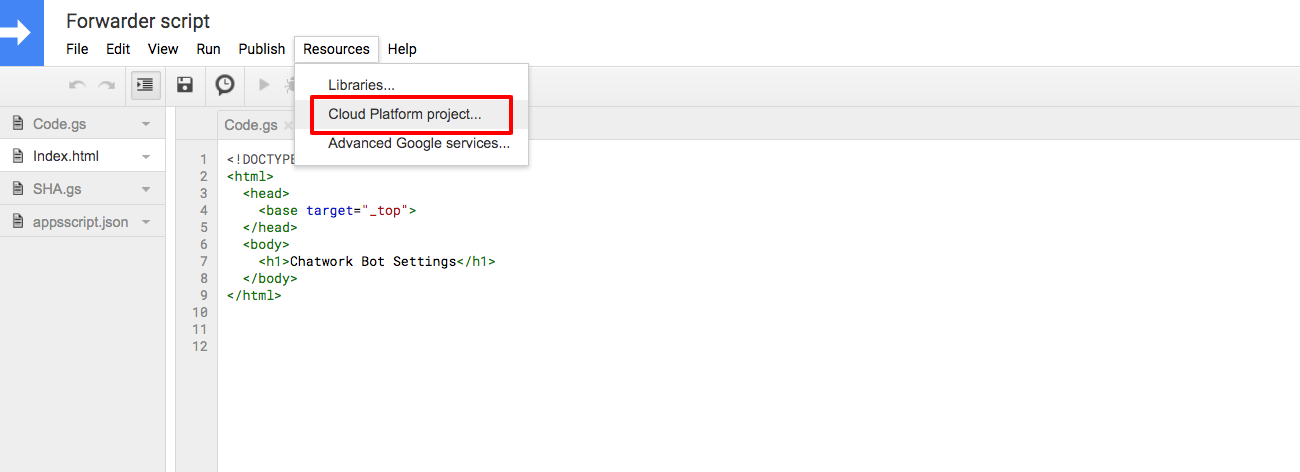 Forwarder script
File Edit View Run Publish Resources Help
Libraries...
Cloud Platform project...
Advanced Google services...
Code.gs
Index.html
SHA.gs
appsscript.json
Code.gs ×
1 <!DOCTYPE
2 <html>
3 <head>
4 <base target="_top">
5 </head>
6 <body>
7 <h1>Chatwork Bot Settings</h1>
8 </body>
9 </html>
10
11
12